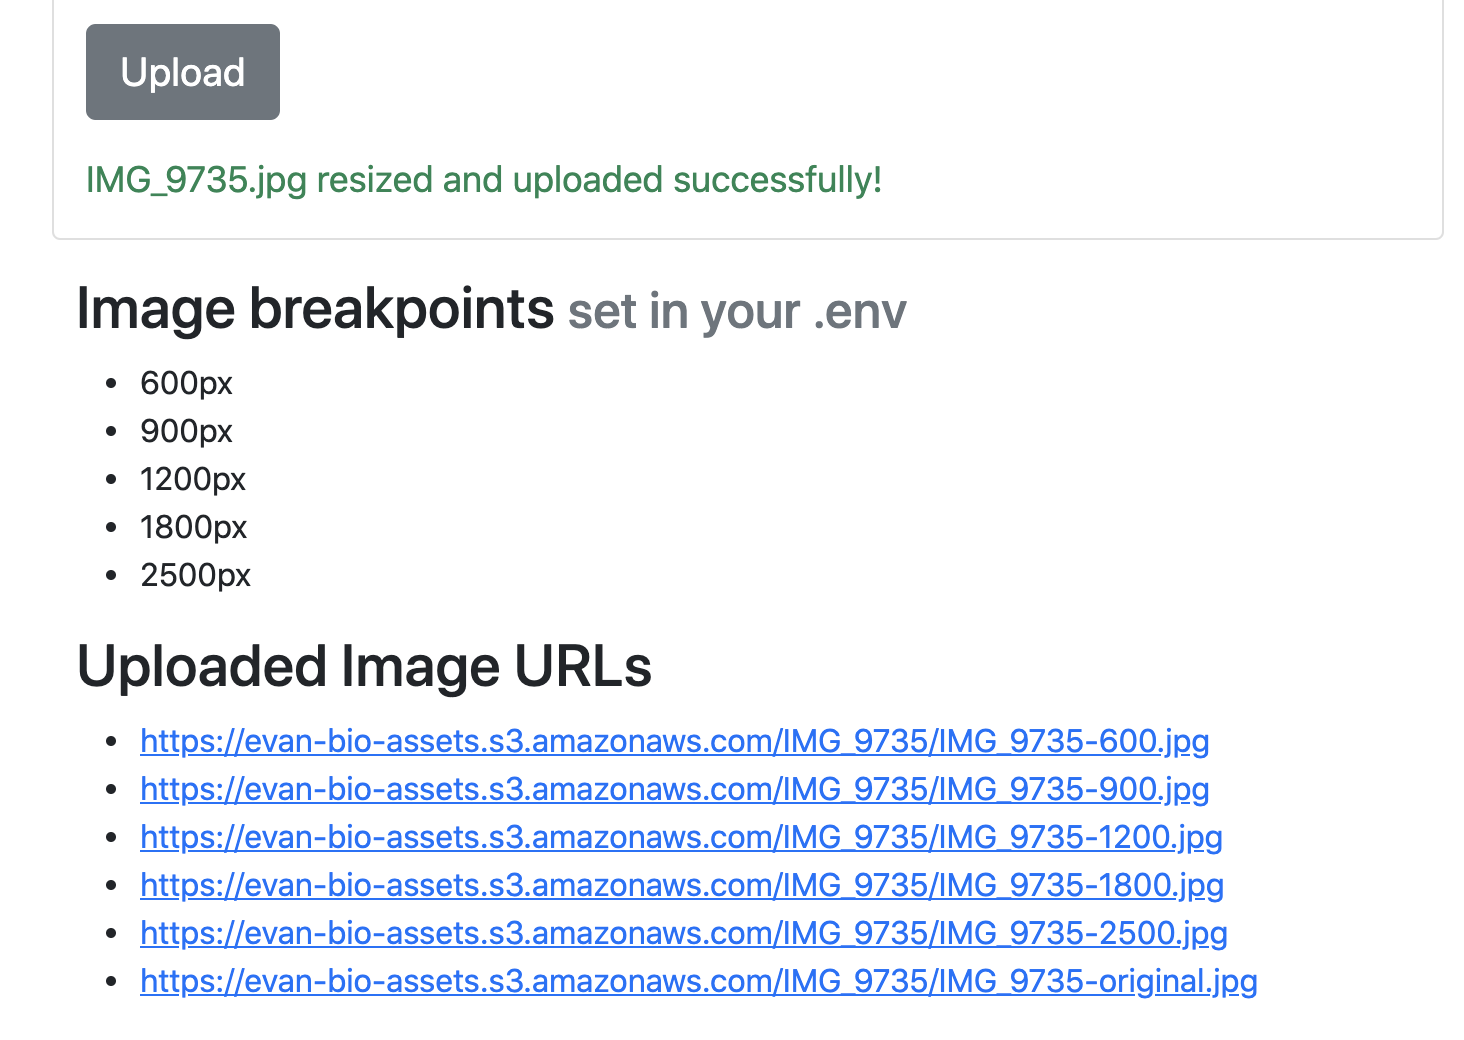 Upload
IMG_9735.jpg resized and uploaded successfully!
Image breakpoints set in your .env
600px
900px
1200px
1800px
2500px
Uploaded Image URLs
https://evan-bio-assets.s3.amazonaws.com/IMG_9735/IMG_9735-600.jpg
https://evan-bio-assets.s3.amazonaws.com/IMG_9735/IMG_9735-900.jpg
https://evan-bio-assets.s3.amazonaws.com/IMG_9735/IMG_9735-1200.jpg
https://evan-bio-assets.s3.amazonaws.com/IMG_9735/IMG_9735-1800.jpg
https://evan-bio-assets.s3.amazonaws.com/IMG_9735/IMG_9735-2500.jpg
https://evan-bio-assets.s3.amazonaws.com/IMG_9735/IMG_9735-original.jpg